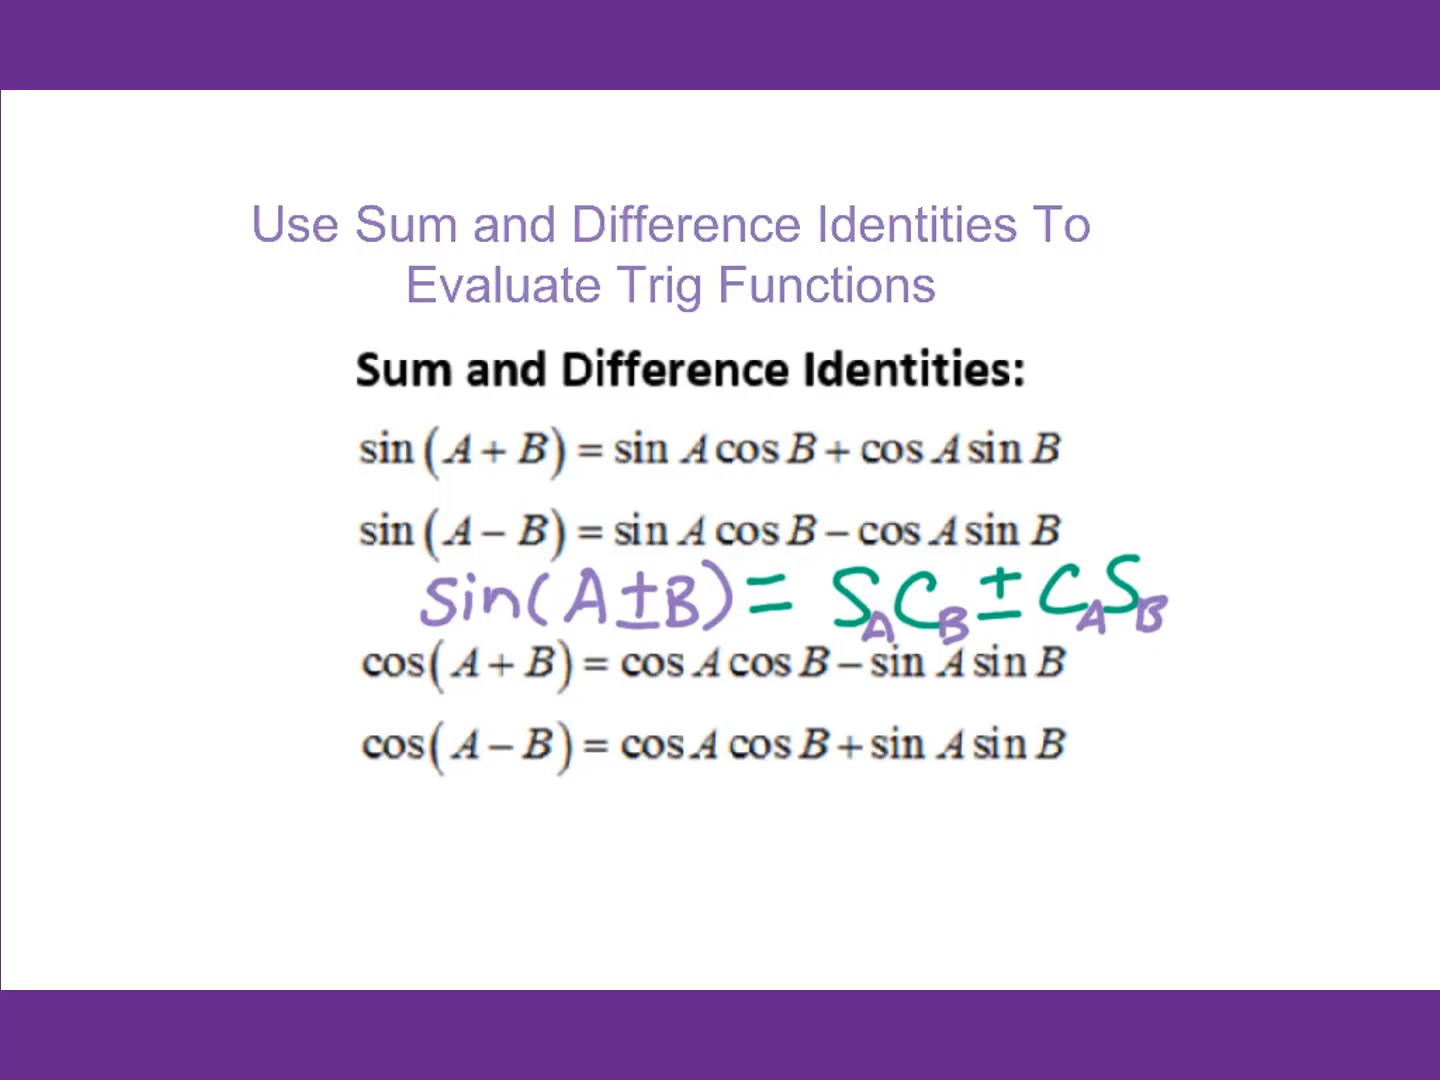 Use Sum and Difference Identities To
Evaluate Trig Functions
Sum and Difference Identities:
sin(A + B) = sin A cos B + cos A sin B
sin(A − B) = sin A cos B − cos A sin B
sin(A±B) = S_A C_B ± C_A S_B
cos(A + B) = cos A cos B − sin A sin B
cos(A − B) = cos A cos B + sin A sin B